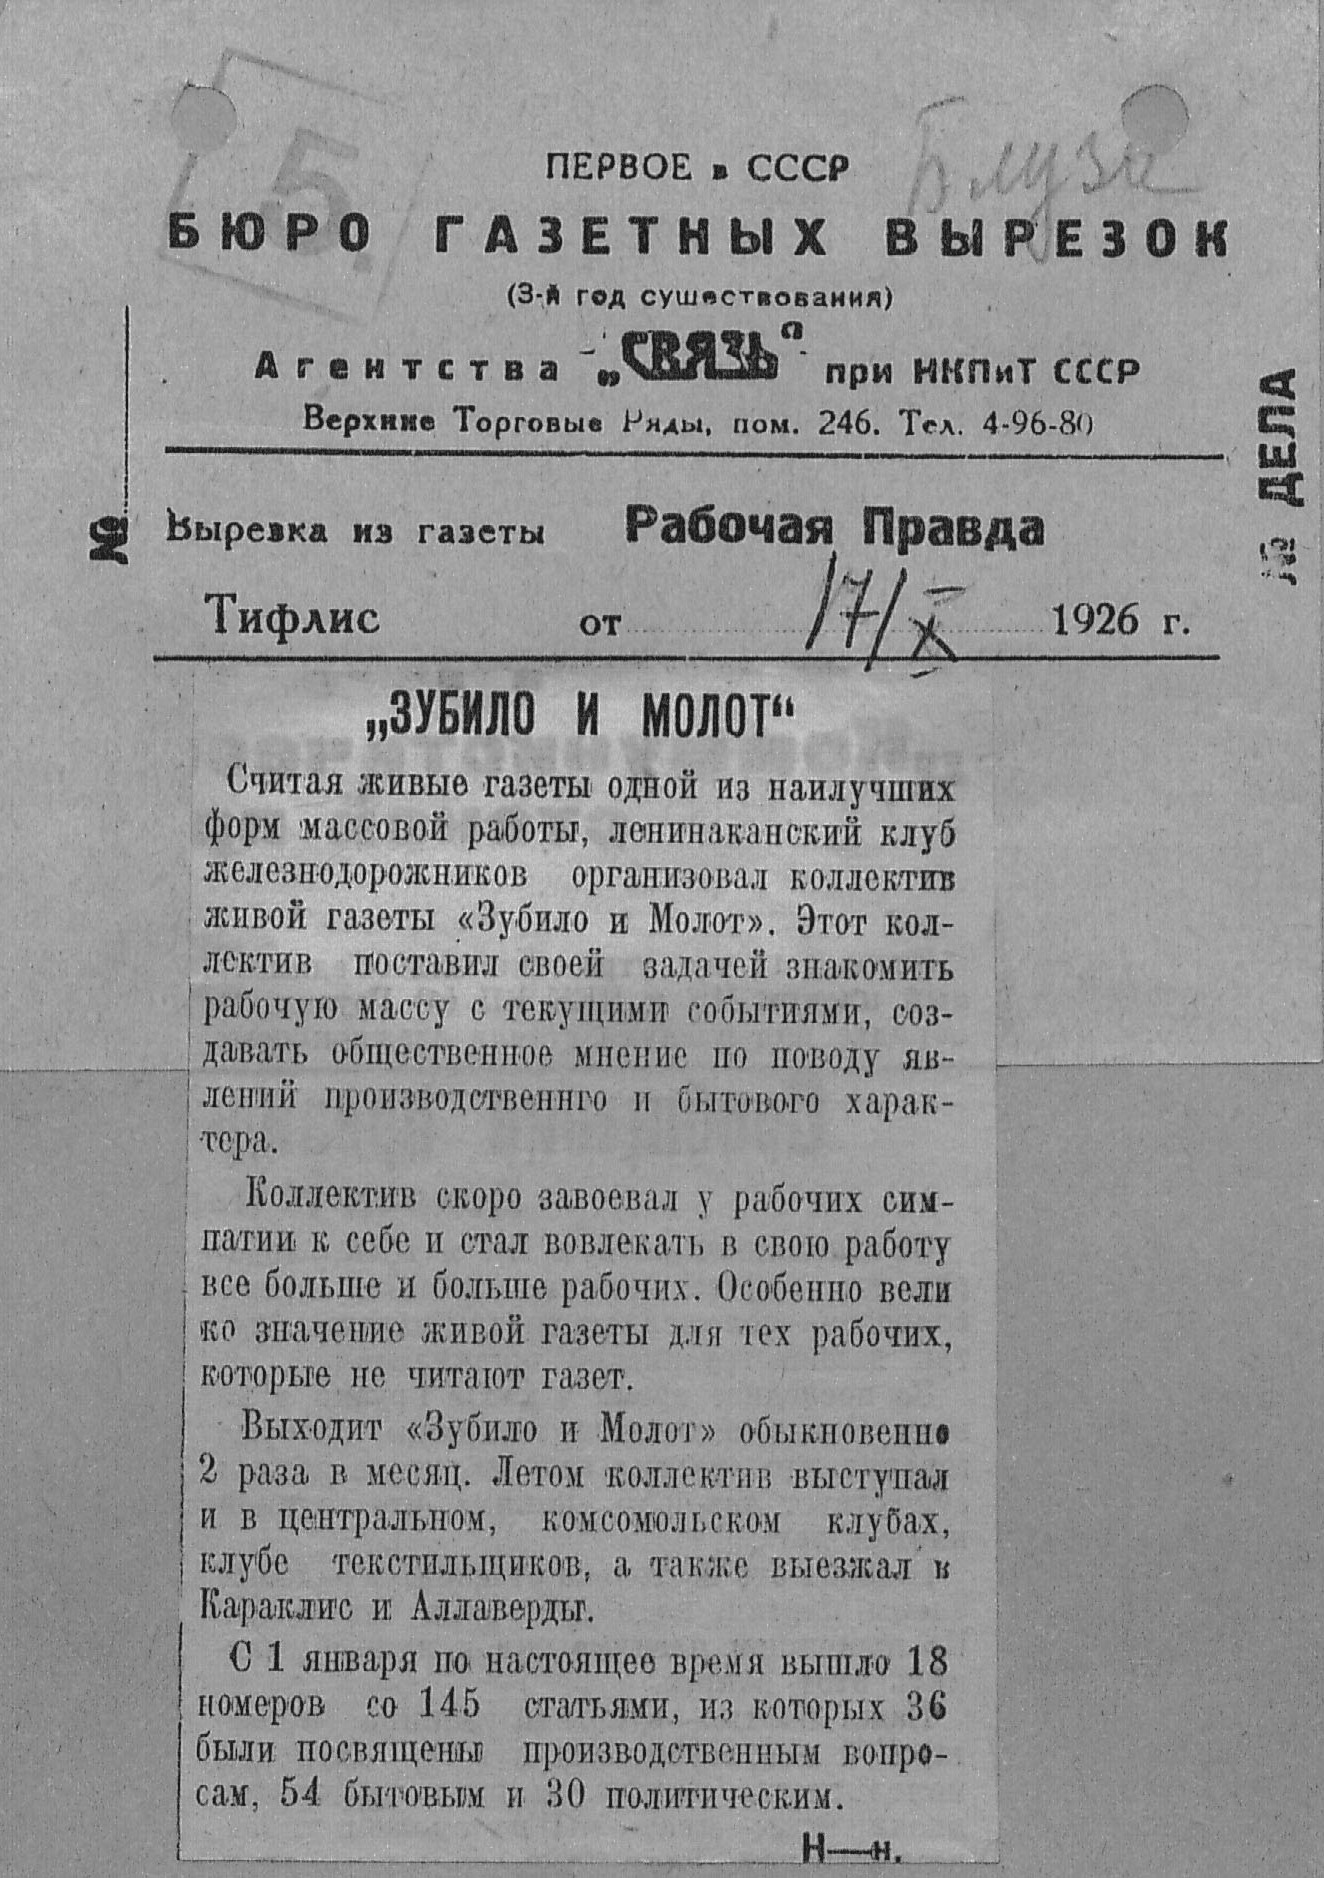 5.
Блуза
ПЕРВОЕ в СССР
БЮРО ГАЗЕТНЫХ ВЫРЕЗОК
(3-й год существования)
Агентства „СВЯЗЬ“ при НКПиТ СССР
Верхние Торговые Ряды, пом. 246. Тел. 4-96-80
№
№ ДЕЛА
Вырезка из газеты Рабочая Правда
Тифлис от 17/X 1926 г.
„ЗУБИЛО И МОЛОТ“
Считая живые газеты одной из наилучших
форм массовой работы, ленинаканский клуб
железнодорожников организовал коллектив
живой газеты «Зубило и Молот». Этот кол-
лектив поставил своей задачей знакомить
рабочую массу с текущими событиями, соз-
давать общественное мнение по поводу яв-
лений производственнго и бытового харак-
тера.
Коллектив скоро завоевал у рабочих сим-
патии к себе и стал вовлекать в свою работу
все больше и больше рабочих. Особенно вели
ко значение живой газеты для тех рабочих,
которые не читают газет.
Выходит «Зубило и Молот» обыкновенно
2 раза в месяц. Летом коллектив выступал
и в центральном, комсомольском клубах,
клубе текстильщиков, а также выезжал в
Караклис и Аллаверды.
С 1 января по настоящее время вышло 18
номеров со 145 статьями, из которых 36
были посвящены производственным вопро-
сам, 54 бытовым и 30 политическим.
Н—н.